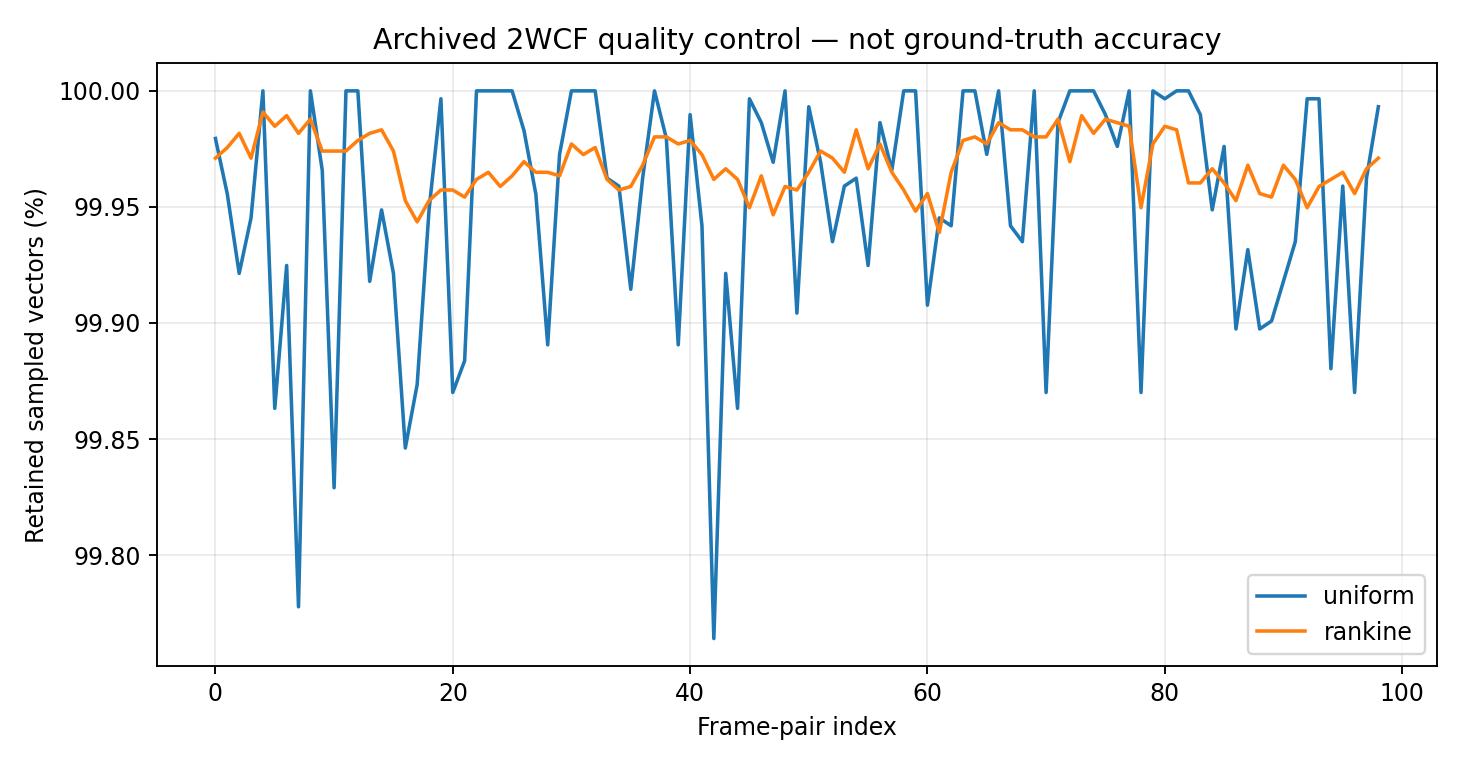 Archived 2WCF quality control — not ground-truth accuracy
Retained sampled vectors (%)
100.00
99.95
99.90
99.85
99.80
0 20 40 60 80 100
Frame-pair index
uniform
rankine